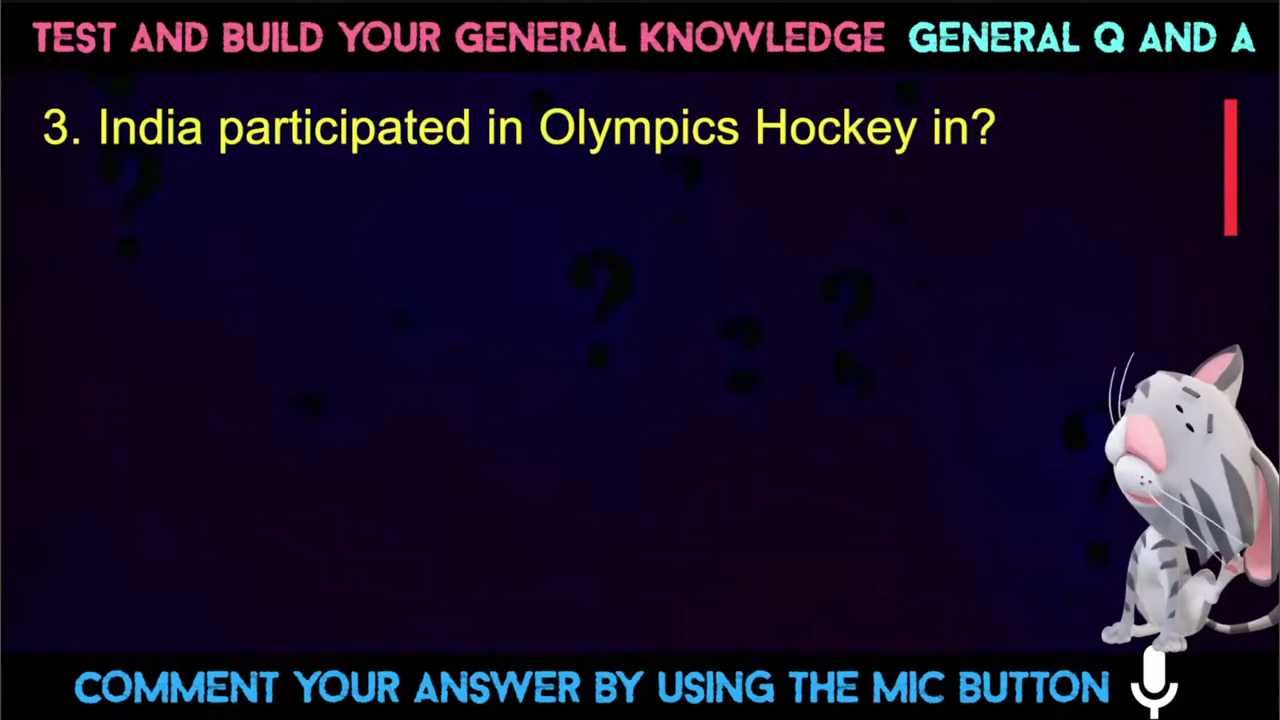 TEST AND BUILD YOUR GENERAL KNOWLEDGE GENERAL Q AND A
3. India participated in Olympics Hockey in?
COMMENT YOUR ANSWER BY USING THE MIC BUTTON